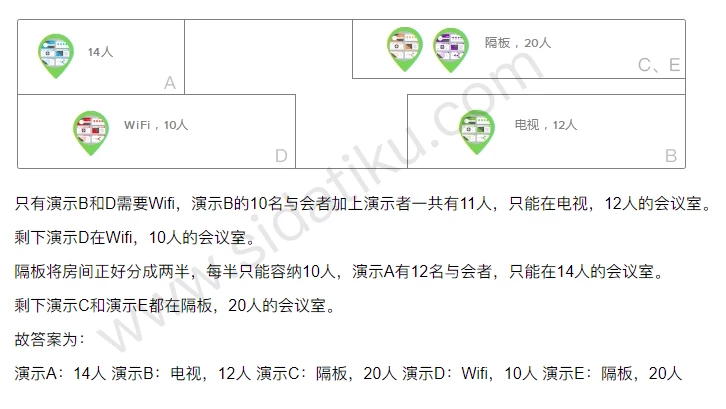 14人
A
隔板，20人
C、E
WiFi，10人
D
电视，12人
B
只有演示B和D需要Wifi，演示B的10名与会者加上演示者一共有11人，只能在电视，12人的会议室。
剩下演示D在Wifi，10人的会议室。
隔板将房间正好分成两半，每半只能容纳10人，演示A有12名与会者，只能在14人的会议室。
剩下演示C和演示E都在隔板，20人的会议室。
故答案为：
演示A：14人 演示B：电视，12人 演示C：隔板，20人 演示D：Wifi，10人 演示E：隔板，20人
www.sidatiku.com